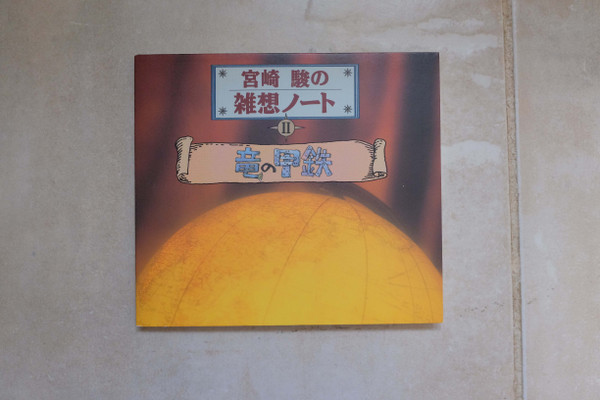 宮崎 駿の
雑想ノート
II
竜の甲鉄